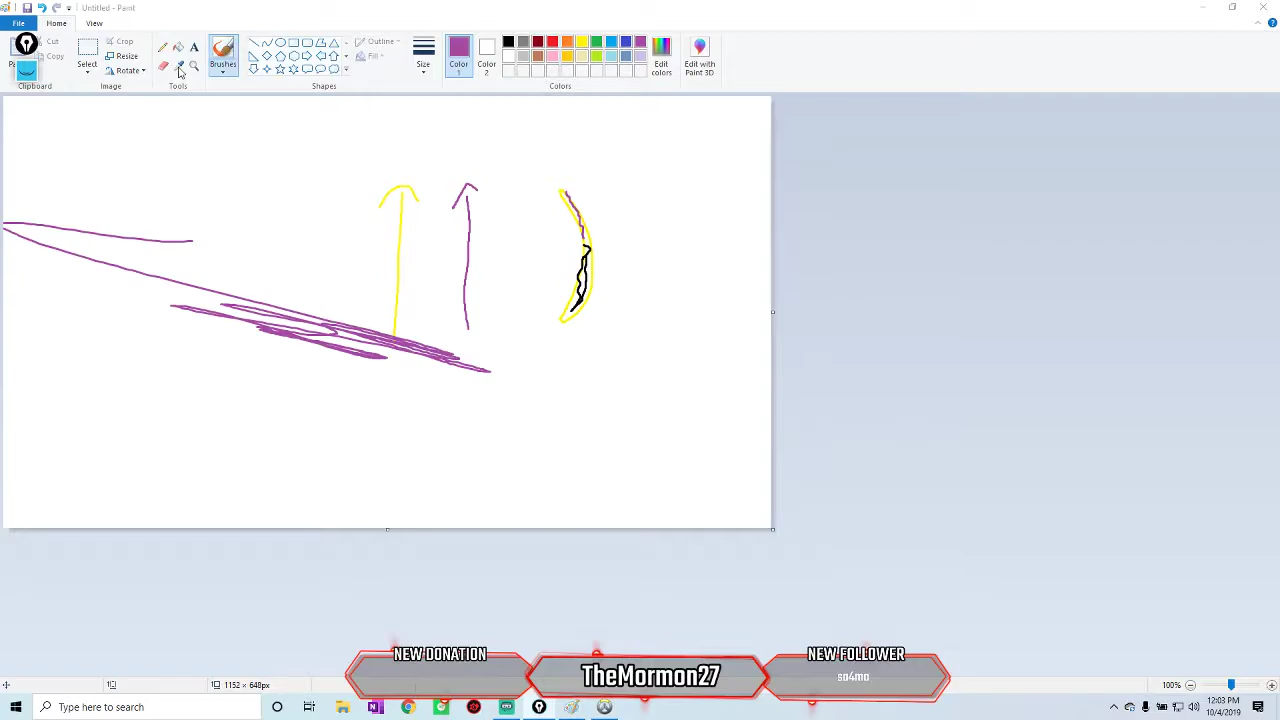 Untitled - Paint
File Home View
Cut
Copy
Clipboard
Select
Crop
Resize
Rotate
Image
A
Tools
Brushes
Outline
Fill
Shapes
Size
Color
1
Color
2
Colors
Edit
colors
Edit with
Paint 3D
NEW DONATION
TheMormon27
NEW FOLLOWER
sa4ma
1152 × 648px
100%
Type here to search
12:03 PM
10/4/2019